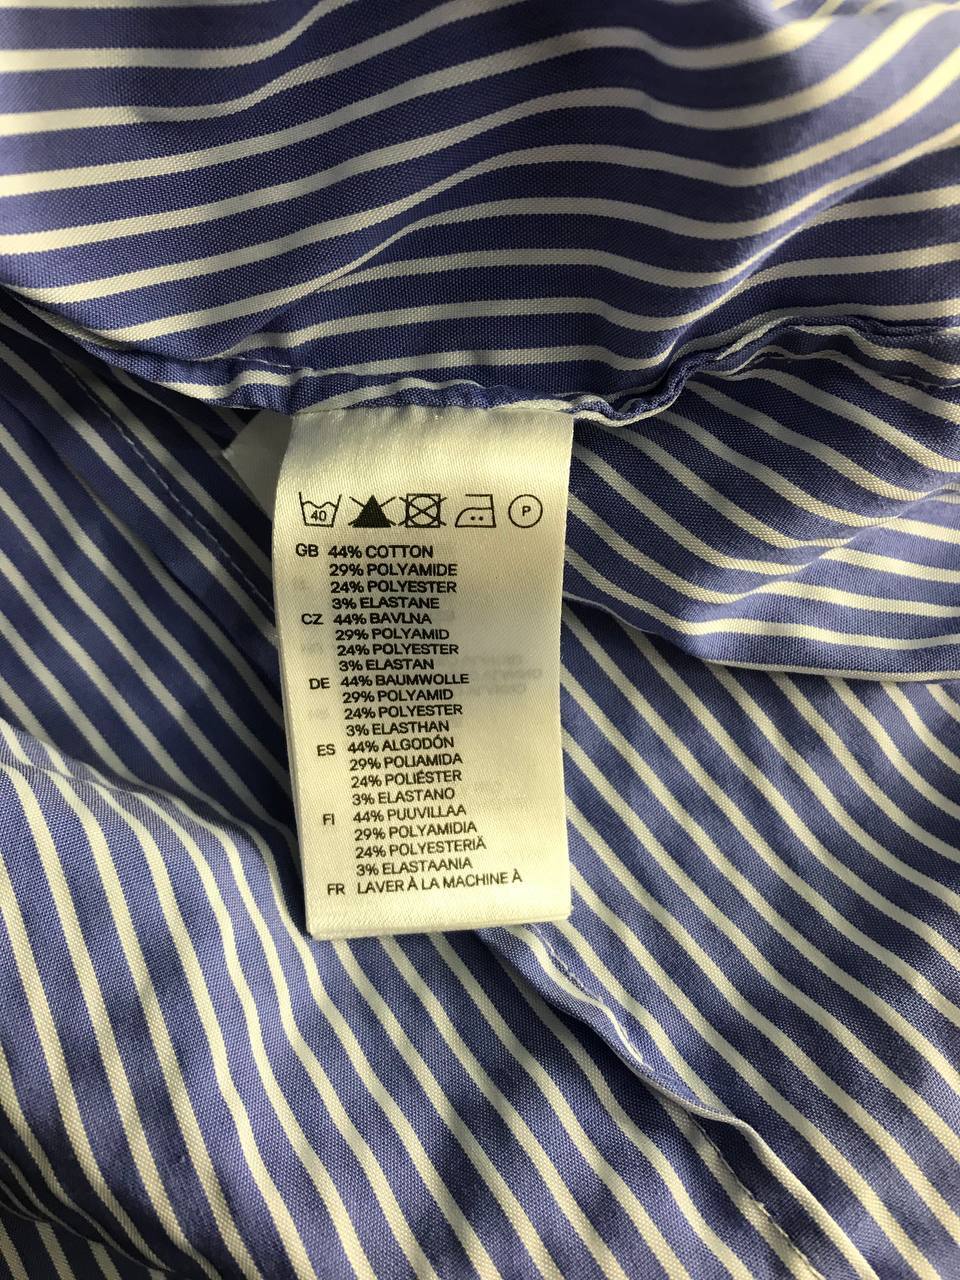 40 P
GB 44% COTTON
29% POLYAMIDE
24% POLYESTER
3% ELASTANE
CZ 44% BAVLNA
29% POLYAMID
24% POLYESTER
3% ELASTAN
DE 44% BAUMWOLLE
29% POLYAMID
24% POLYESTER
3% ELASTHAN
ES 44% ALGODÓN
29% POLIAMIDA
24% POLIÉSTER
3% ELASTANO
FI 44% PUUVILLAA
29% POLYAMIDIA
24% POLYESTERIÄ
3% ELASTAANIA
FR LAVER À LA MACHINE À